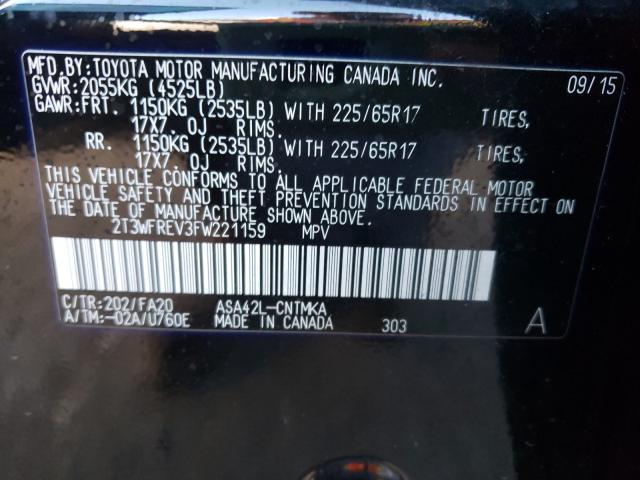 MFD.BY:TOYOTA MOTOR MANUFACTURING CANADA INC. 09/15
GVWR:2055KG (4525LB)
GAWR:FRT. 1150KG (2535LB) WITH 225/65R17 TIRES,
17X7.0J RIMS.
RR. 1150KG (2535LB) WITH 225/65R17 TIRES,
17X7.0J RIMS.
THIS VEHICLE CONFORMS TO ALL APPLICABLE FEDERAL MOTOR
VEHICLE SAFETY AND THEFT PREVENTION STANDARDS IN EFFECT ON
THE DATE OF MANUFACTURE SHOWN ABOVE.
2T3WFREV3FW221159 MPV
C/TR:202/FA20 ASA42L-CNTMKA
A/TM:-02A/U760E MADE IN CANADA 303 A